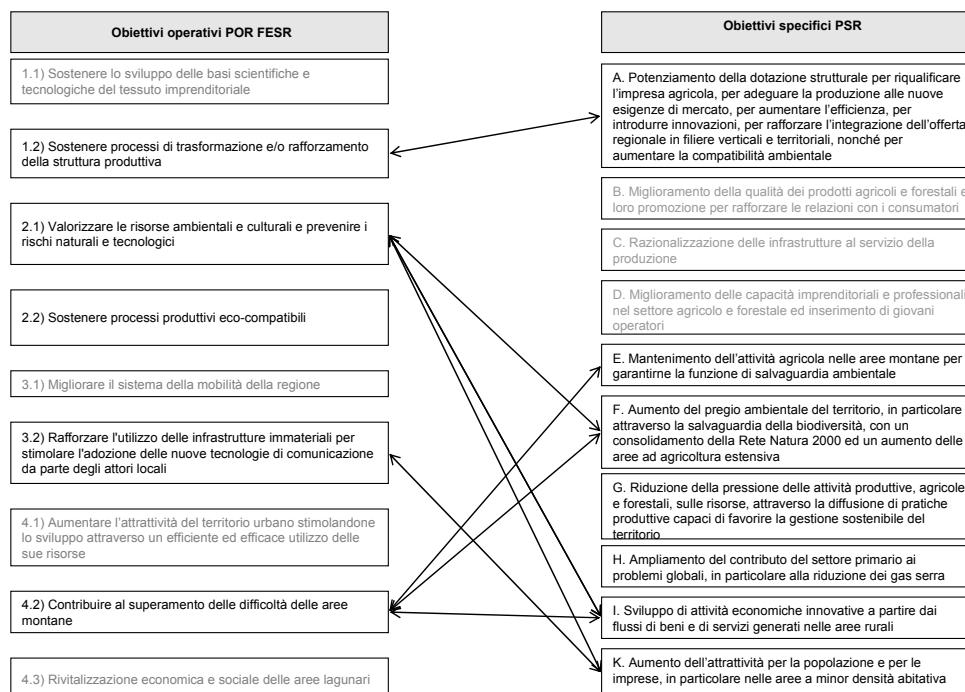 Obiettivi operativi POR FESR
1.1) Sostenere lo sviluppo delle basi scientifiche e
tecnologiche del tessuto imprenditoriale
1.2) Sostenere processi di trasformazione e/o rafforzamento
della struttura produttiva
2.1) Valorizzare le risorse ambientali e culturali e prevenire i
rischi naturali e tecnologici
2.2) Sostenere processi produttivi eco-compatibili
3.1) Migliorare il sistema della mobilità della regione
3.2) Rafforzare l'utilizzo delle infrastrutture immateriali per
stimolare l'adozione delle nuove tecnologie di comunicazione
da parte degli attori locali
4.1) Aumentare l'attrattività del territorio urbano stimolandone
lo sviluppo attraverso un efficiente ed efficace utilizzo delle
sue risorse
4.2) Contribuire al superamento delle difficoltà delle aree
montane
4.3) Rivitalizzazione economica e sociale delle aree lagunari
Obiettivi specifici PSR
A. Potenziamento della dotazione strutturale per riqualificare
l'impresa agricola, per adeguare la produzione alle nuove
esigenze di mercato, per aumentare l'efficienza, per
introdurre innovazioni, per rafforzare l'integrazione dell'offerta
regionale in filiere verticali e territoriali, nonché per
aumentare la compatibilità ambientale
B. Miglioramento della qualità dei prodotti agricoli e forestali e
loro promozione per rafforzare le relazioni con i consumatori
C. Razionalizzazione delle infrastrutture al servizio della
produzione
D. Miglioramento delle capacità imprenditoriali e professionali
nel settore agricolo e forestale ed inserimento di giovani
operatori
E. Mantenimento dell'attività agricola nelle aree montane per
garantirne la funzione di salvaguardia ambientale
F. Aumento del pregio ambientale del territorio, in particolare
attraverso la salvaguardia della biodiversità, con un
consolidamento della Rete Natura 2000 ed un aumento delle
aree ad agricoltura estensiva
G. Riduzione della pressione delle attività produttive, agricole
e forestali, sulle risorse, attraverso la diffusione di pratiche
produttive capaci di favorire la gestione sostenibile del
territorio
H. Ampliamento del contributo del settore primario ai
problemi globali, in particolare alla riduzione dei gas serra
I. Sviluppo di attività economiche innovative a partire dai
flussi di beni e di servizi generati nelle aree rurali
K. Aumento dell'attrattività per la popolazione e per le
imprese, in particolare nelle aree a minor densità abitativa